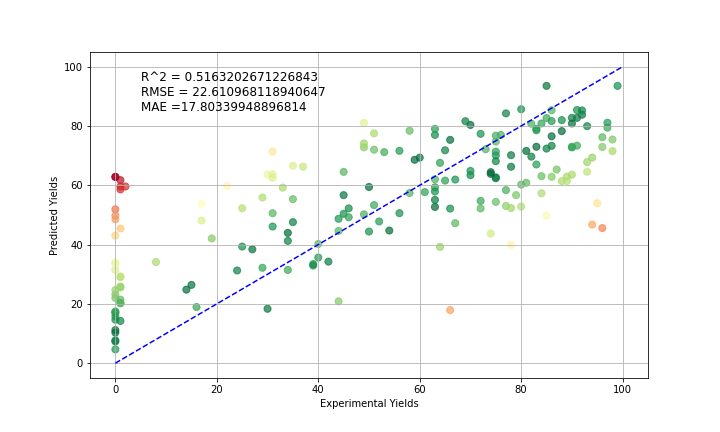 R^2 = 0.5163202671226843
RMSE = 22.610968118940647
MAE =17.80339948896814
100
80
60
40
20
0
Predicted Yields
0 20 40 60 80 100
Experimental Yields